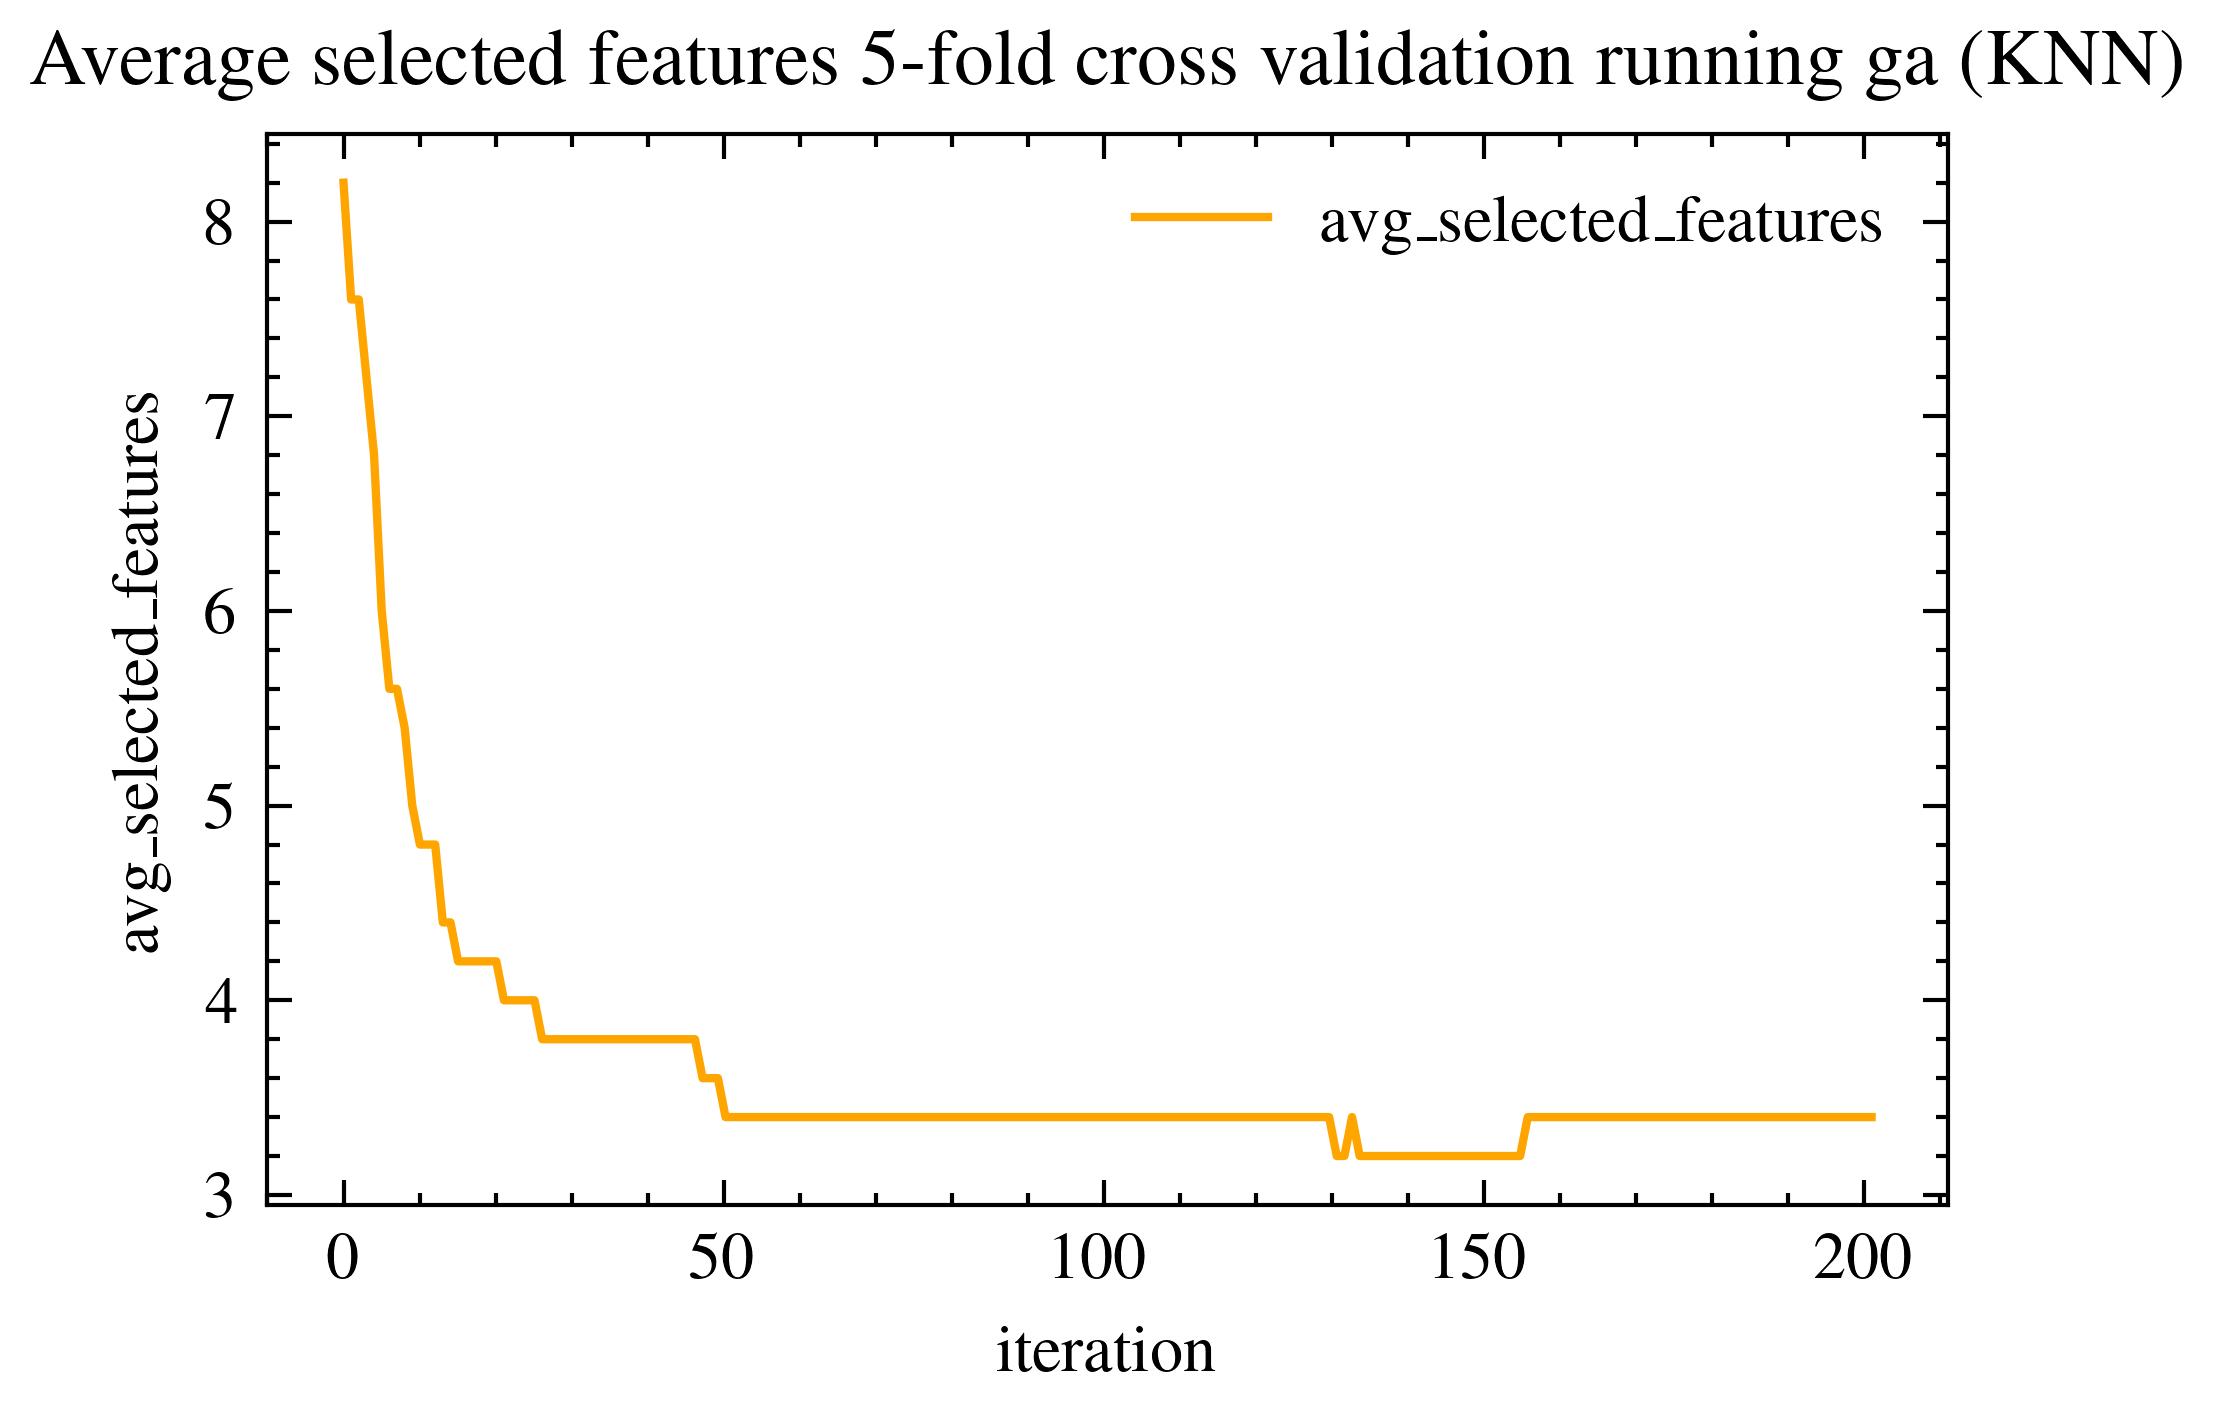 Average selected features 5-fold cross validation running ga (KNN)
avg_selected_features
8
7
6
5
4
3
avg_selected_features
0 50 100 150 200
iteration